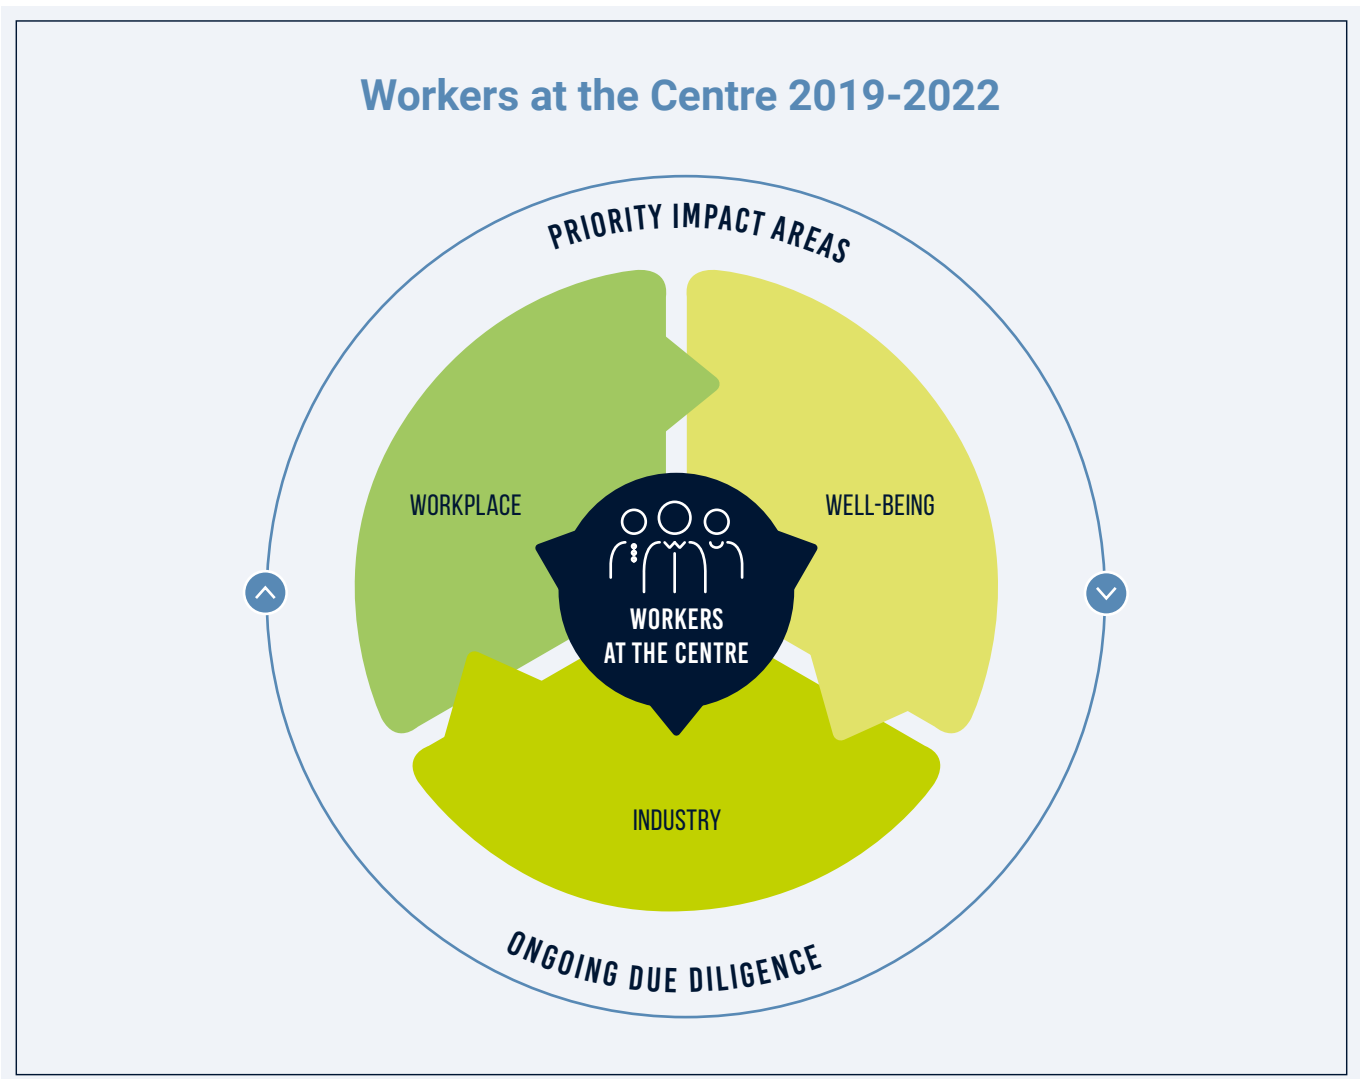 Workers at the Centre 2019-2022
PRIORITY IMPACT AREAS
WORKPLACE
WELL-BEING
WORKERS
AT THE CENTRE
INDUSTRY
ONGOING DUE DILIGENCE